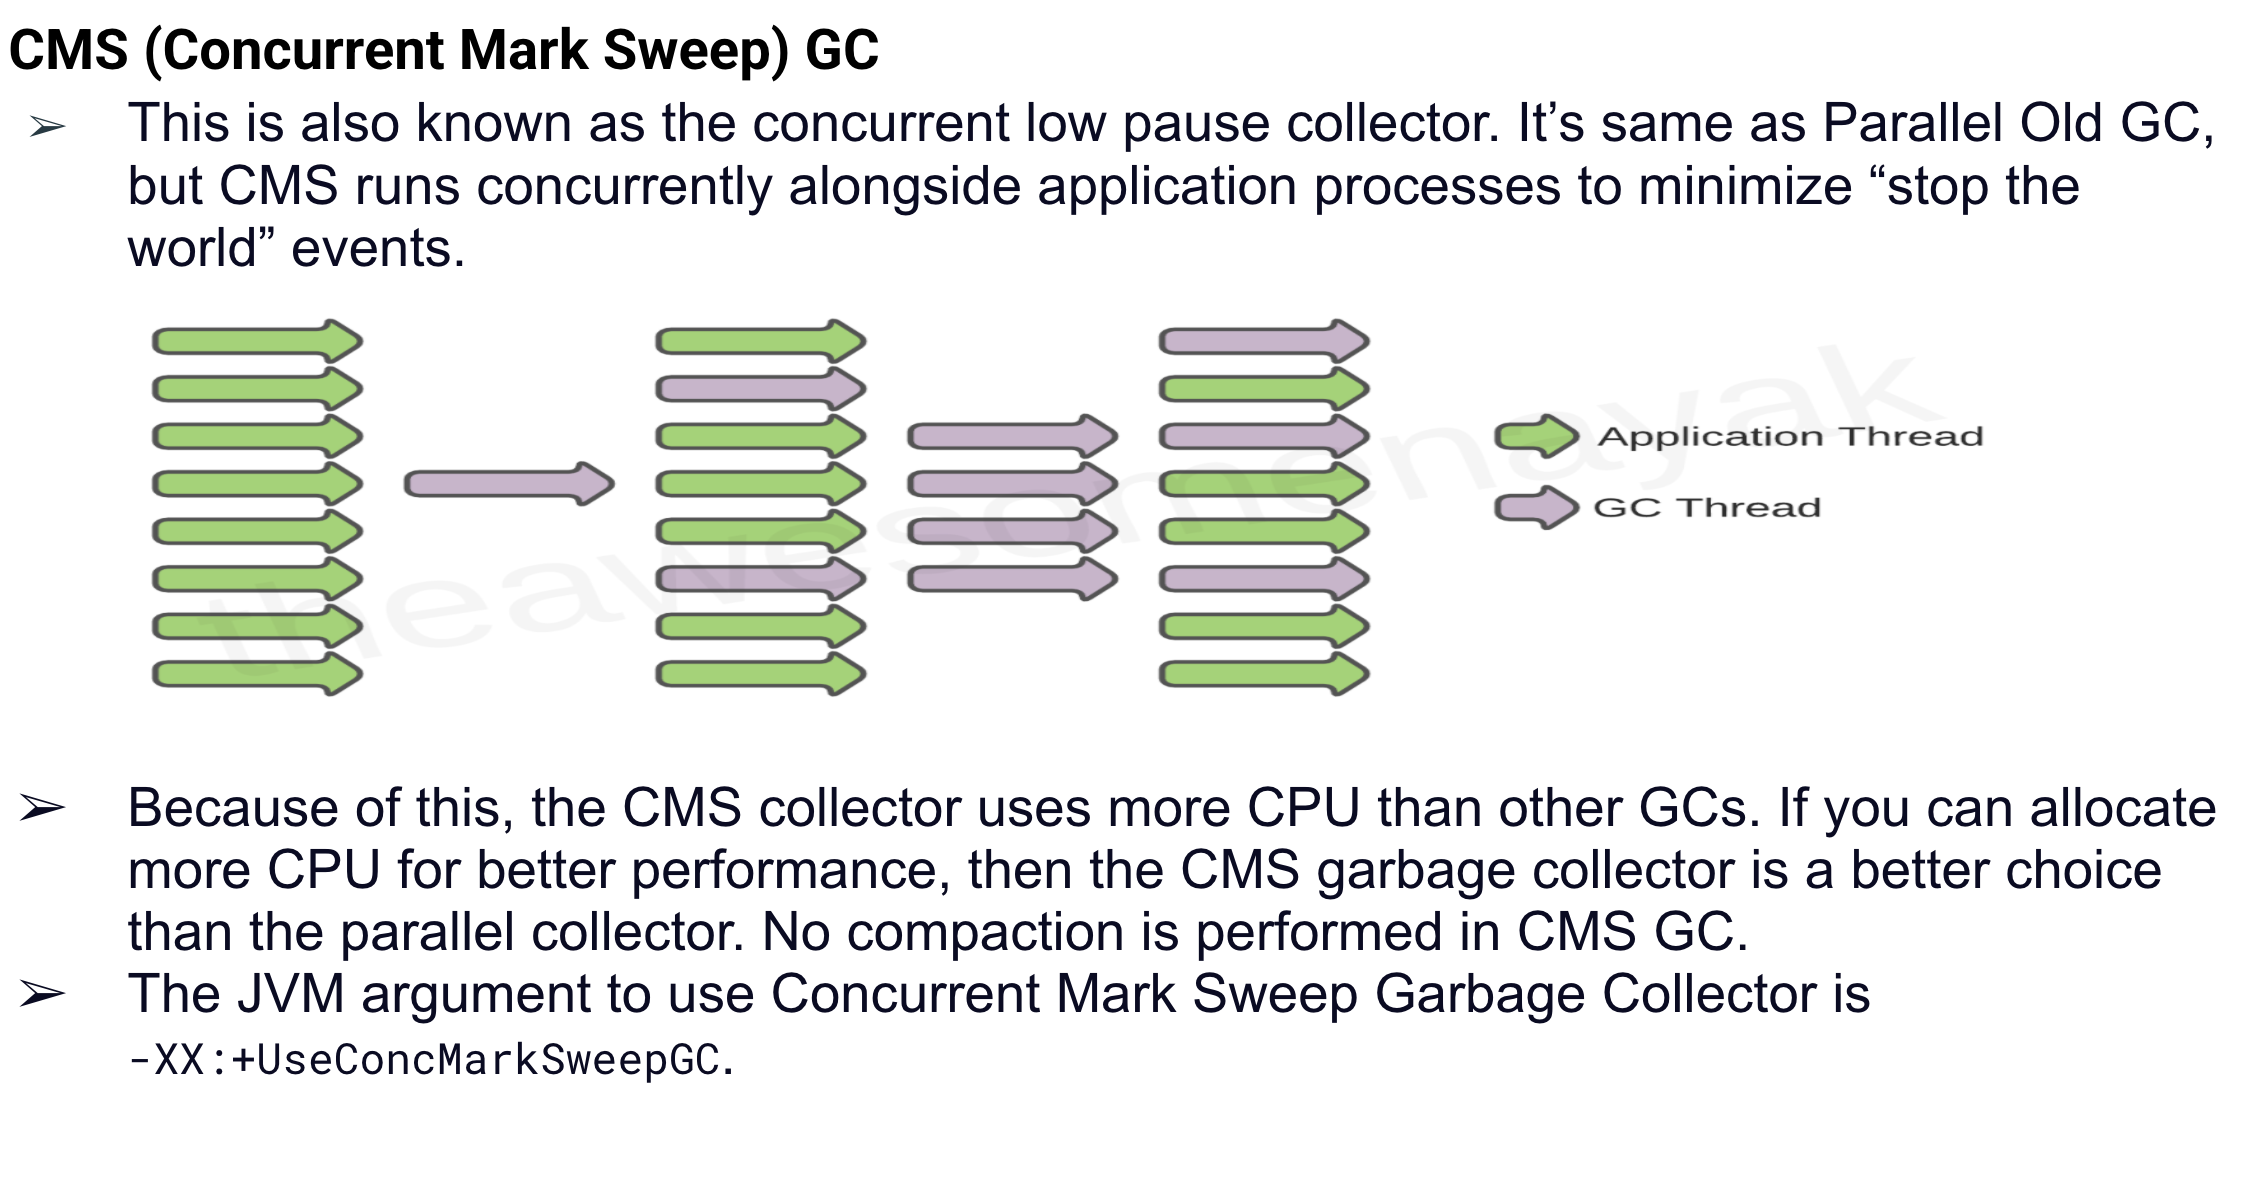 CMS (Concurrent Mark Sweep) GC
➢ This is also known as the concurrent low pause collector. It’s same as Parallel Old GC,
but CMS runs concurrently alongside application processes to minimize “stop the
world” events.
Application Thread
GC Thread
theawesomenayak
➢ Because of this, the CMS collector uses more CPU than other GCs. If you can allocate
more CPU for better performance, then the CMS garbage collector is a better choice
than the parallel collector. No compaction is performed in CMS GC.
➢ The JVM argument to use Concurrent Mark Sweep Garbage Collector is
-XX:+UseConcMarkSweepGC.